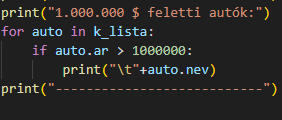 print("1.000.000 $ feletti autók:")
for auto in k_lista:
    if auto.ar > 1000000:
        print("\t"+auto.nev)
print("--------------------------")